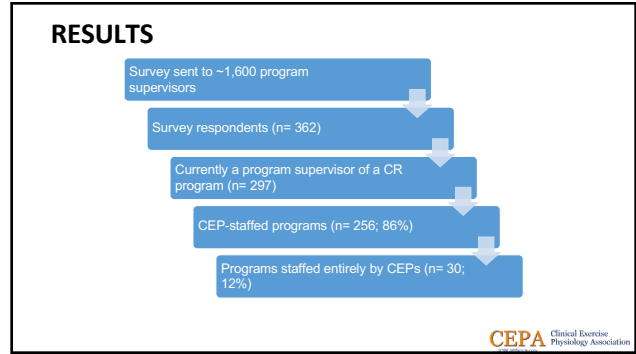 RESULTS
Survey sent to ~1,600 program
supervisors
Survey respondents (n= 362)
Currently a program supervisor of a CR
program (n= 297)
CEP-staffed programs (n= 256; 86%)
Programs staffed entirely by CEPs (n= 30;
12%)
CEPA Clinical Exercise
Physiology Association